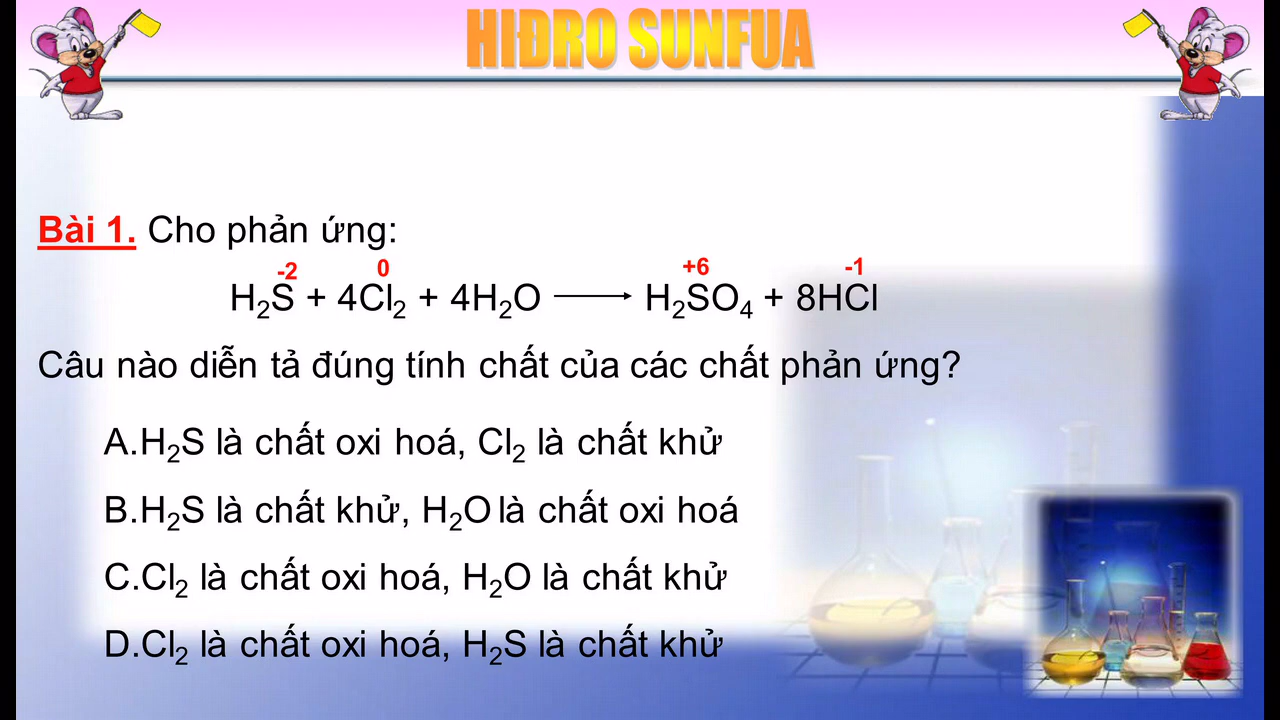 HIĐRO SUNFUA
Bài 1. Cho phản ứng:
-2 0 +6 -1
H₂S + 4Cl₂ + 4H₂O ⟶ H₂SO₄ + 8HCl
Câu nào diễn tả đúng tính chất của các chất phản ứng?
A.H₂S là chất oxi hoá, Cl₂ là chất khử
B.H₂S là chất khử, H₂O là chất oxi hoá
C.Cl₂ là chất oxi hoá, H₂O là chất khử
D.Cl₂ là chất oxi hoá, H₂S là chất khử